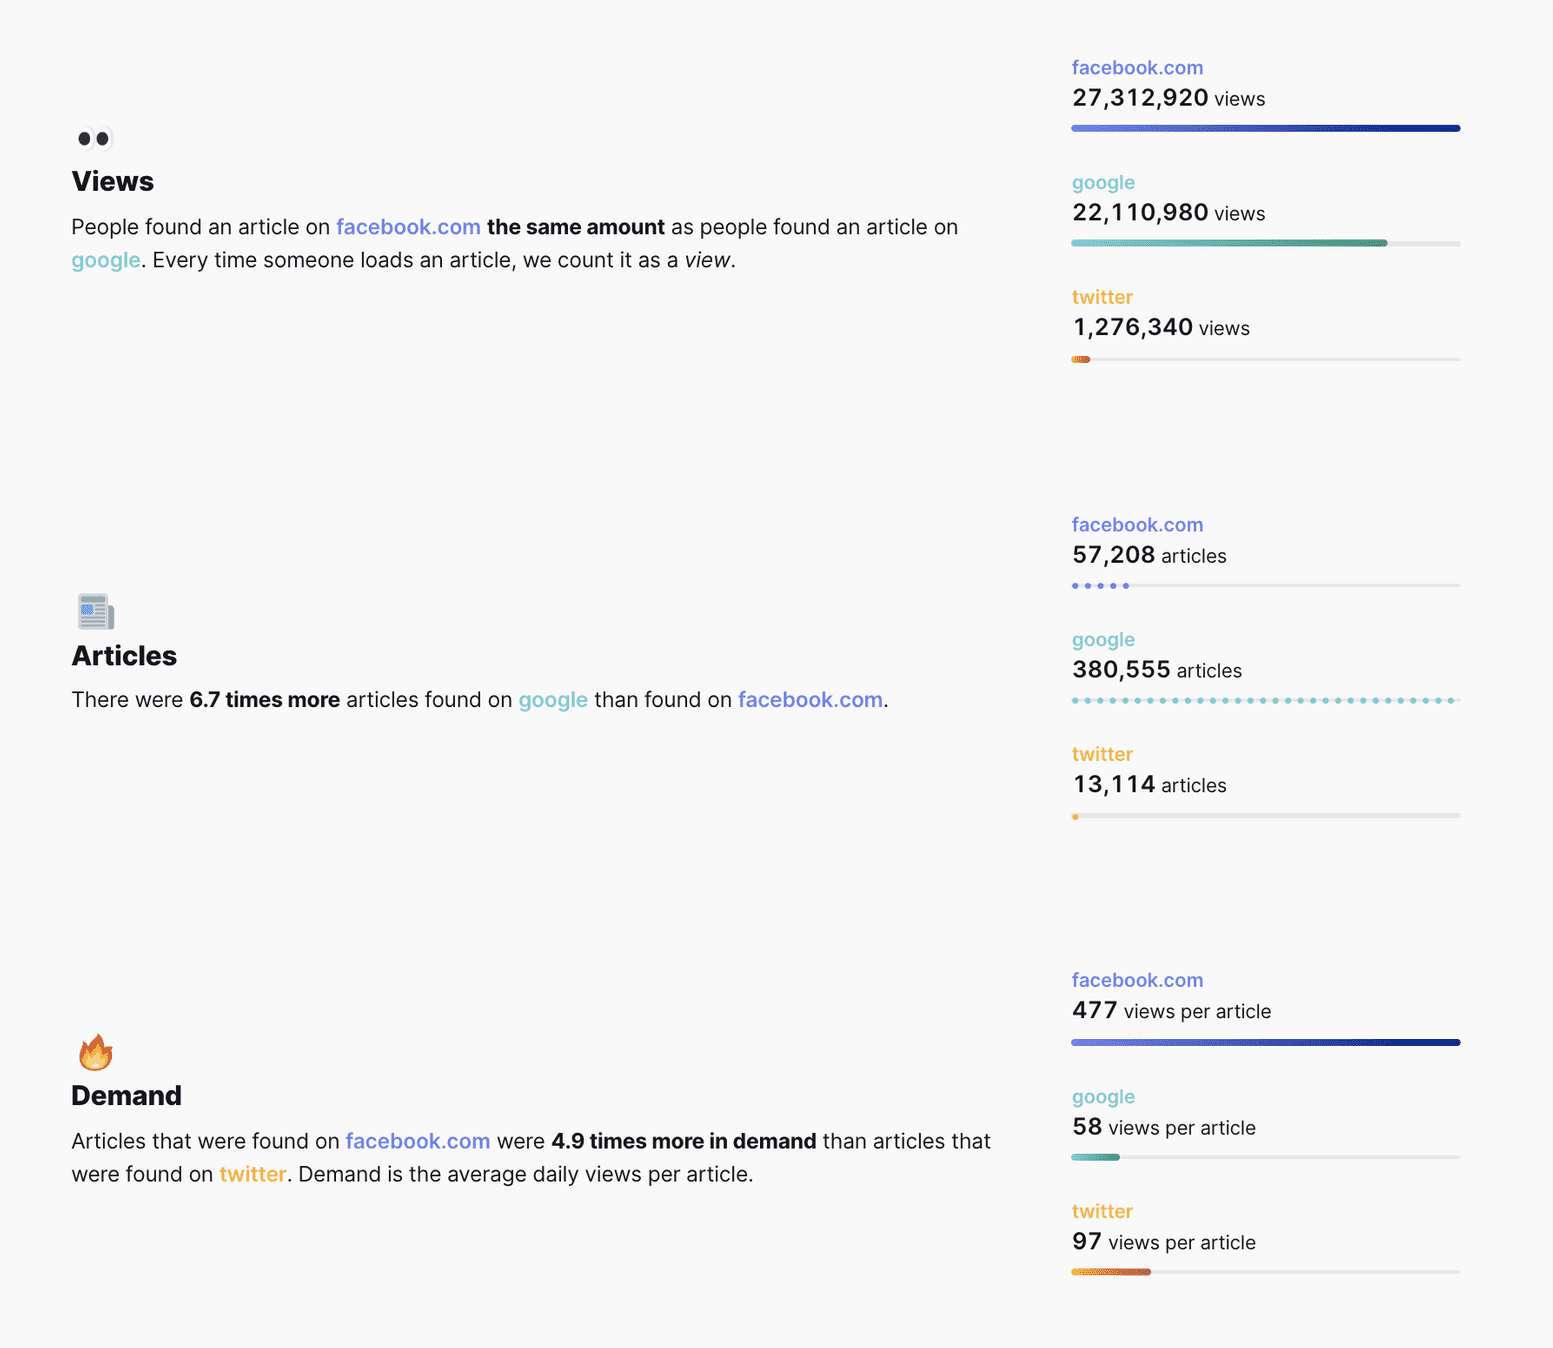 Views
People found an article on facebook.com the same amount as people found an article on
google. Every time someone loads an article, we count it as a view.
facebook.com
27,312,920 views
google
22,110,980 views
twitter
1,276,340 views
Articles
There were 6.7 times more articles found on google than found on facebook.com.
facebook.com
57,208 articles
google
380,555 articles
twitter
13,114 articles
Demand
Articles that were found on facebook.com were 4.9 times more in demand than articles that
were found on twitter. Demand is the average daily views per article.
facebook.com
477 views per article
google
58 views per article
twitter
97 views per article